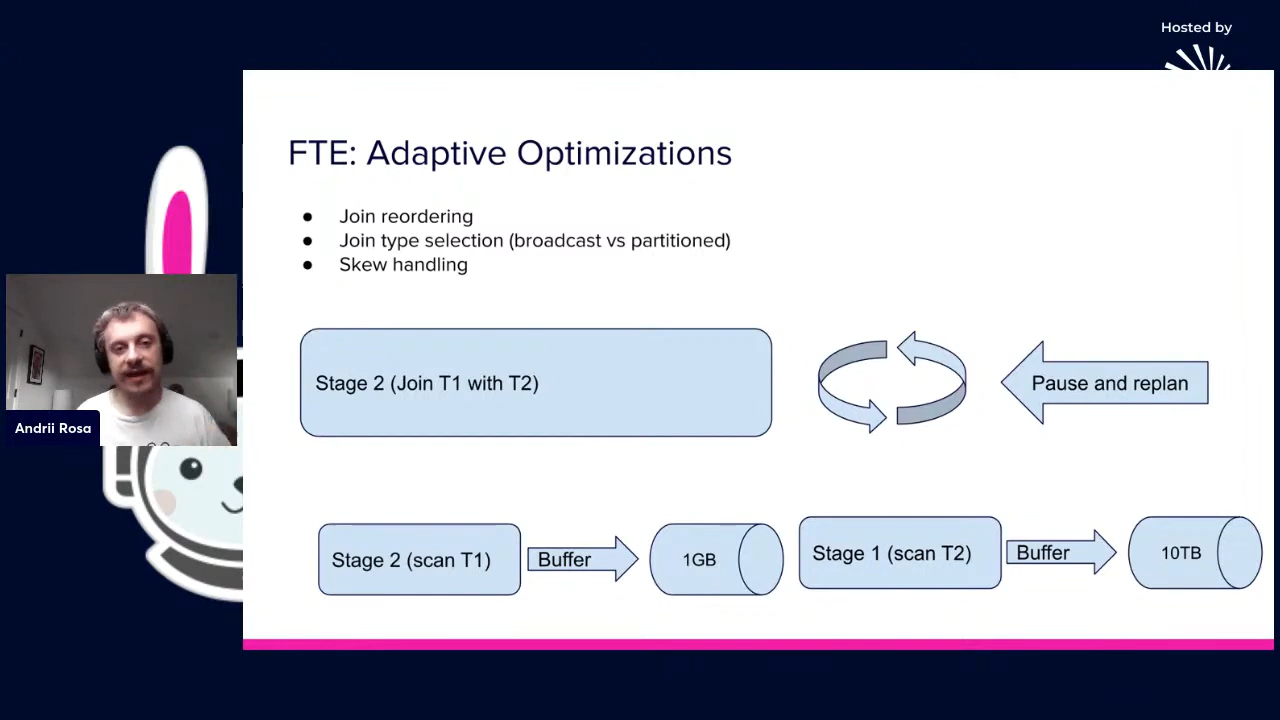 Hosted by
FTE: Adaptive Optimizations
● Join reordering
● Join type selection (broadcast vs partitioned)
● Skew handling
Stage 2 (Join T1 with T2)
Pause and replan
Andrii Rosa
Stage 2 (scan T1)
Buffer
1GB
Stage 1 (scan T2)
Buffer
10TB